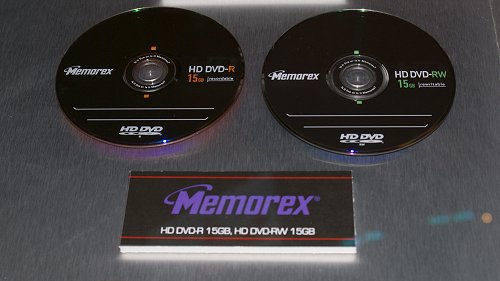 Memorex
HD DVD-R
15GB recordable
HD DVD
Memorex
HD DVD-RW
15GB rewritable
HD DVD
RW
Memorex®
HD DVD-R 15GB, HD DVD-RW 15GB